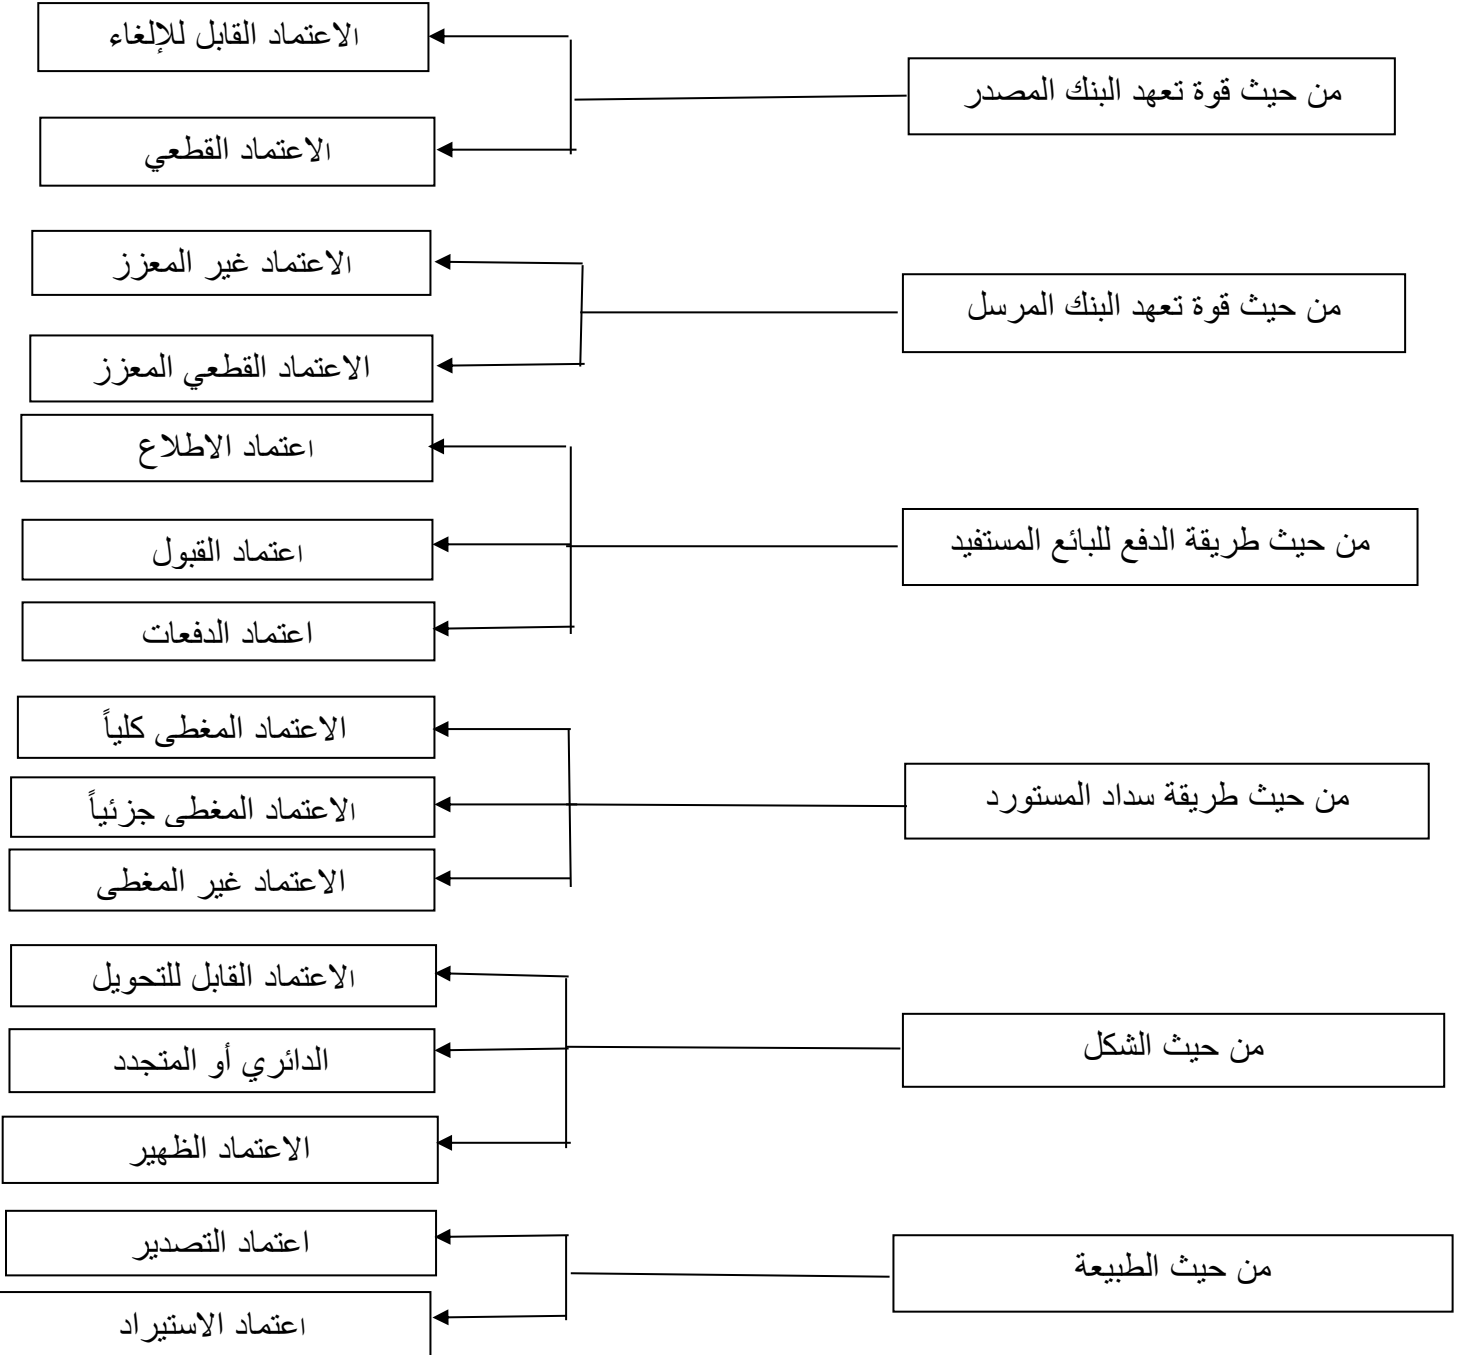 من حيث قوة تعهد البنك المصدر
الاعتماد القابل للإلغاء
الاعتماد القطعي
من حيث قوة تعهد البنك المرسل
الاعتماد غير المعزز
الاعتماد القطعي المعزز
من حيث طريقة الدفع للبائع المستفيد
اعتماد الاطلاع
اعتماد القبول
اعتماد الدفعات
من حيث طريقة سداد المستورد
الاعتماد المغطى كلياً
الاعتماد المغطى جزئياً
الاعتماد غير المغطى
من حيث الشكل
الاعتماد القابل للتحويل
الدائري أو المتجدد
الاعتماد الظهير
من حيث الطبيعة
اعتماد التصدير
اعتماد الاستيراد